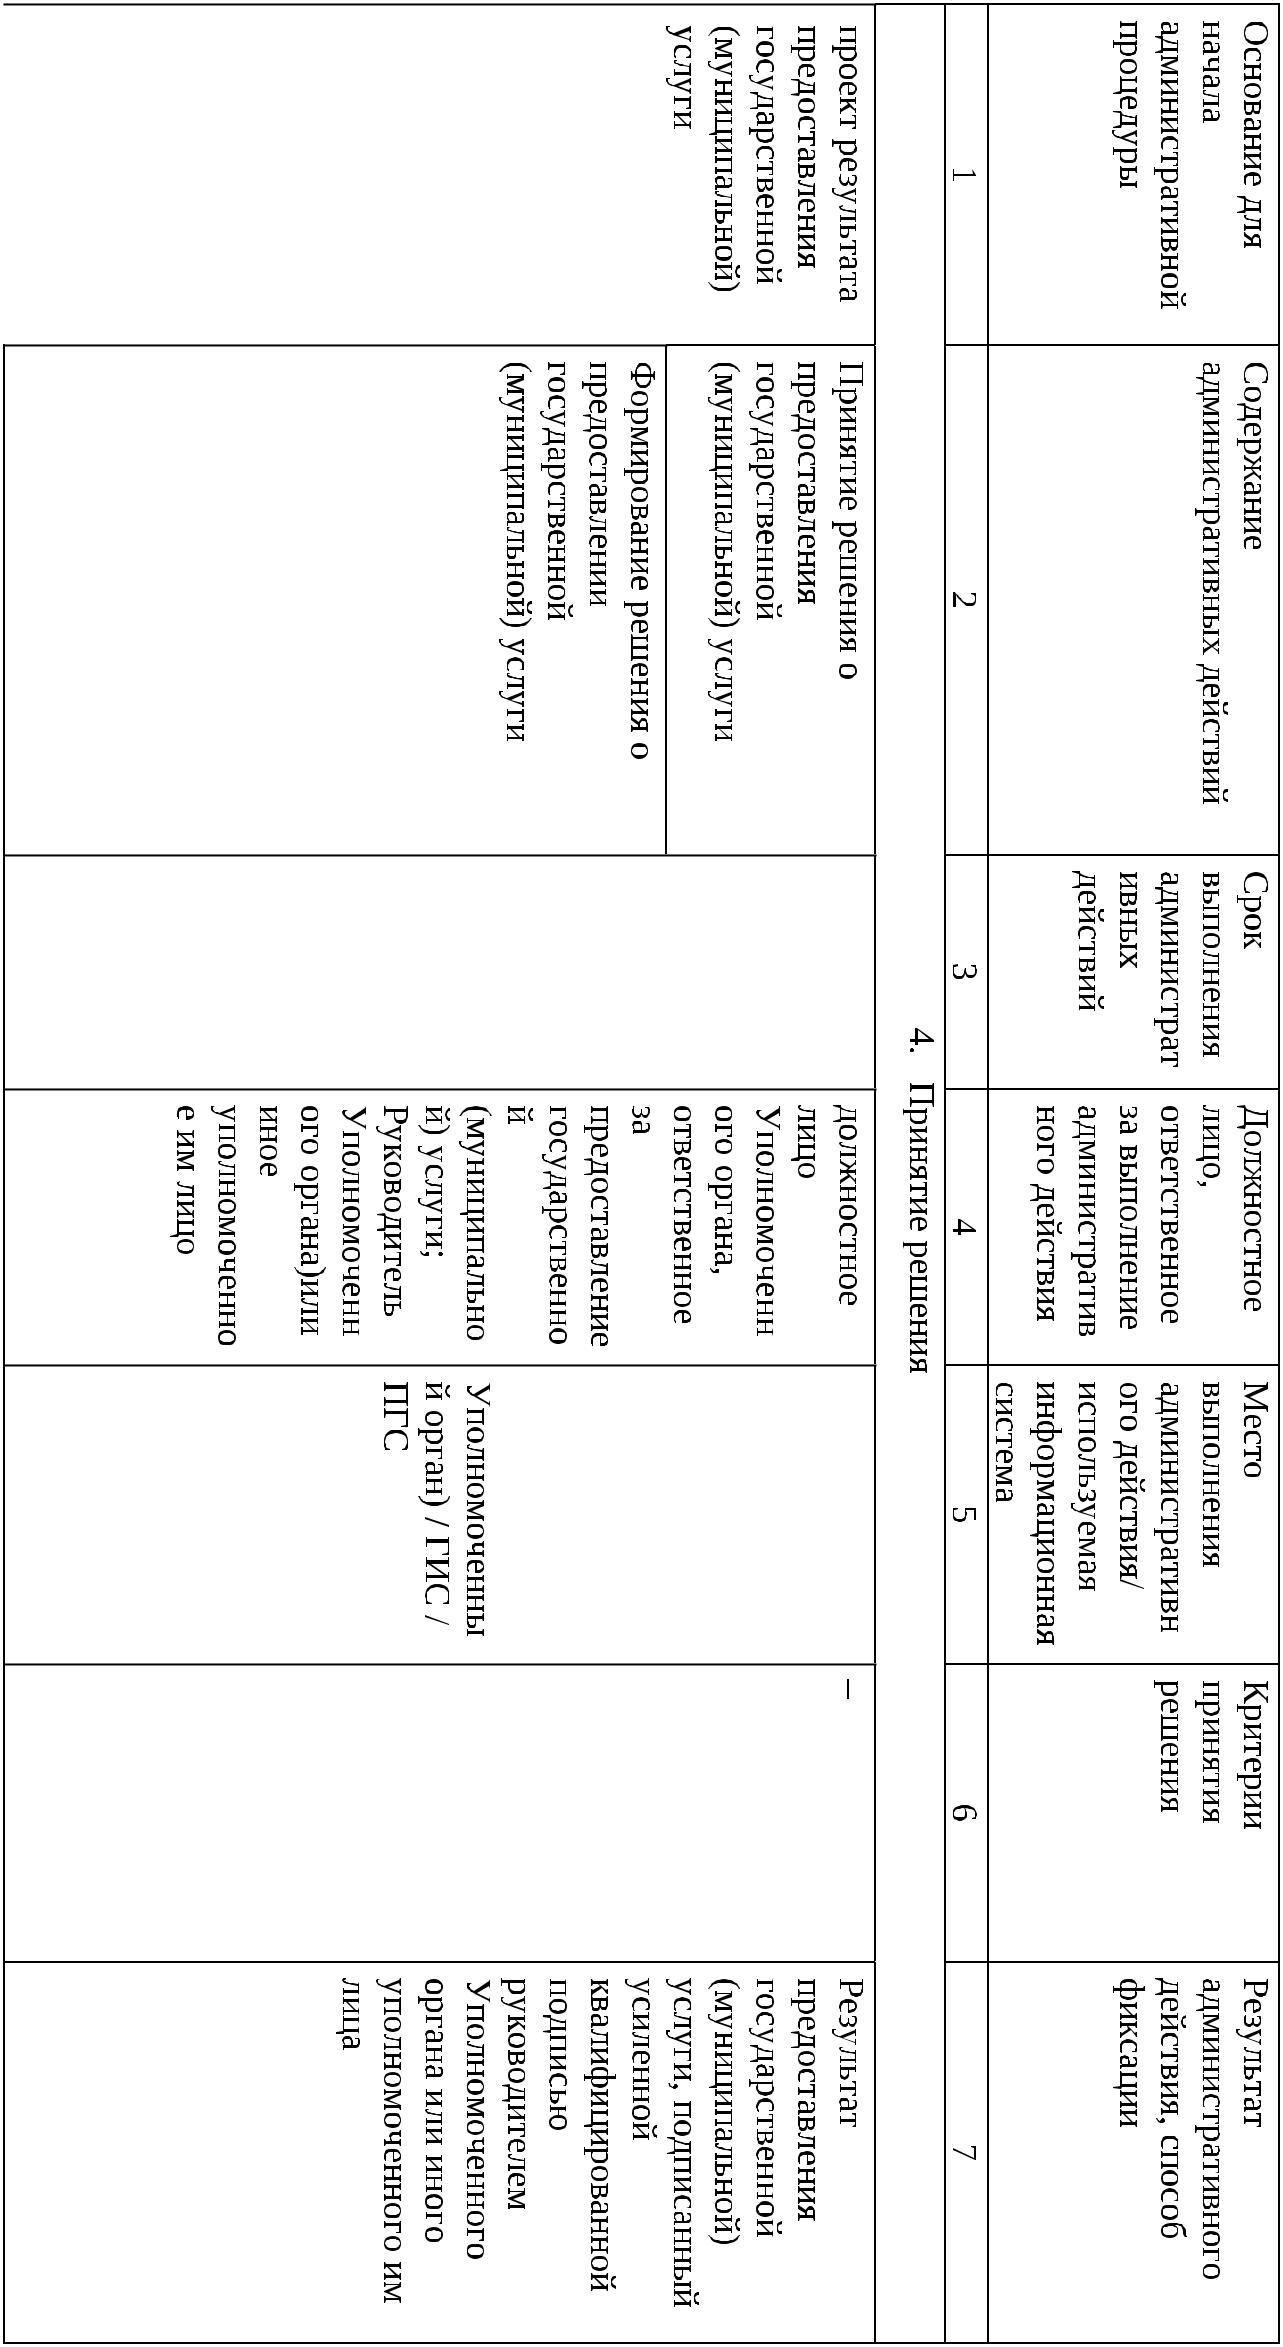 Основание для
начала
административной
процедуры
Содержание
административных действий
Срок
выполнения
администрат
ивных
действий
Должностное
лицо,
ответственное
за выполнение
административ
ного действия
Место
выполнения
административн
ого действия/
используемая
информационная
система
Критерии
принятия
решения
Результат
административного
действия, способ
фиксации
1
2
3
4
5
6
7
4. Принятие решения
проект результата
предоставления
государственной
(муниципальной)
услуги
Принятие решения о
предоставления
государственной
(муниципальной) услуги
Формирование решения о
предоставлении
государственной
(муниципальной) услуги
должностное
лицо
Уполномоченн
ого органа,
ответственное
за
предоставление
государственно
й
(муниципально
й) услуги;
Руководитель
Уполномоченн
ого органа)или
иное
уполномоченно
е им лицо
Уполномоченны
й орган) / ГИС /
ПГС
–
Результат
предоставления
государственной
(муниципальной)
услуги, подписанный
усиленной
квалифицированной
подписью
руководителем
Уполномоченного
органа или иного
уполномоченного им
лица